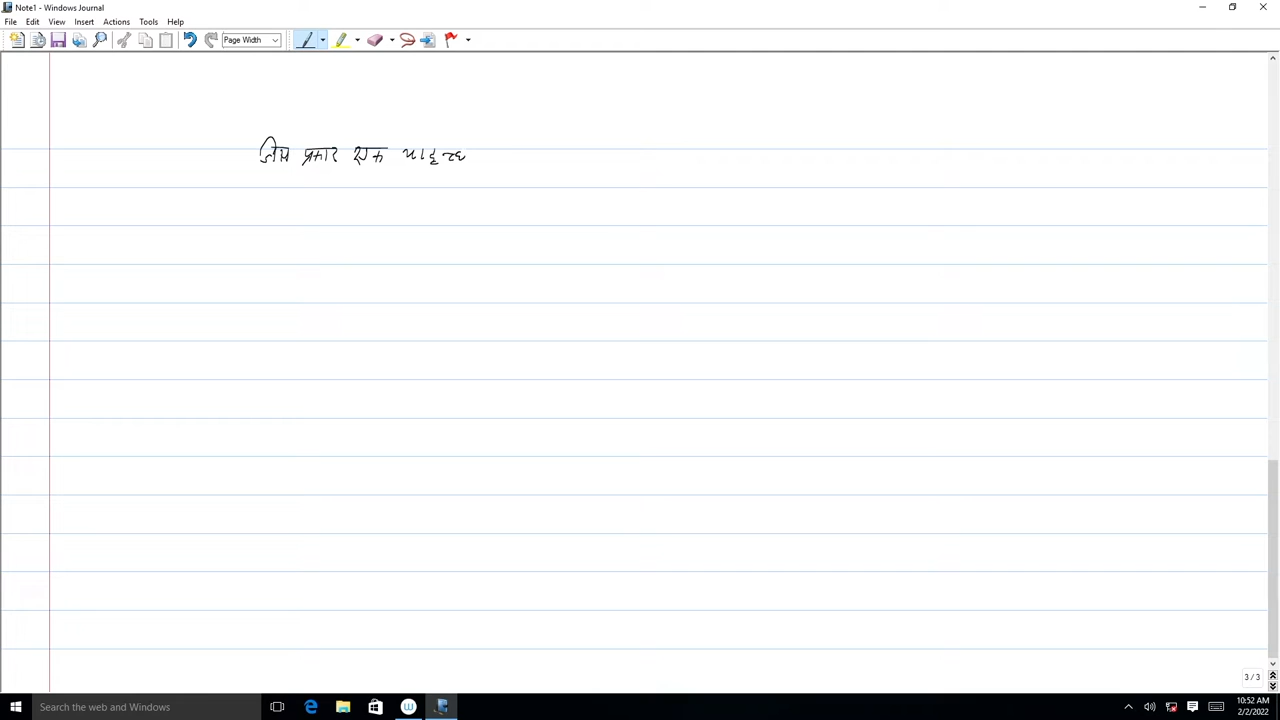 Note1 - Windows Journal
File Edit View Insert Actions Tools Help
Page Width
जिस प्रकार एक
3 / 3
Search the web and Windows
10:52 AM
2/2/2022